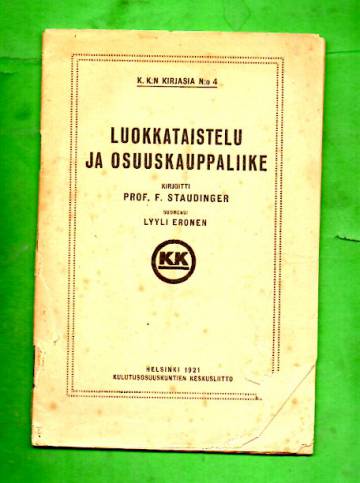 K. K:N KIRJASIA N:o 4
LUOKKATAISTELU
JA OSUUSKAUPPALIIKE
KIRJOITTI
PROF. F. STAUDINGER
SUOMENSI
LYYLI ERONEN
KK
HELSINKI 1921
KULUTUSOSUUSKUNTIEN KESKUSLIITTO